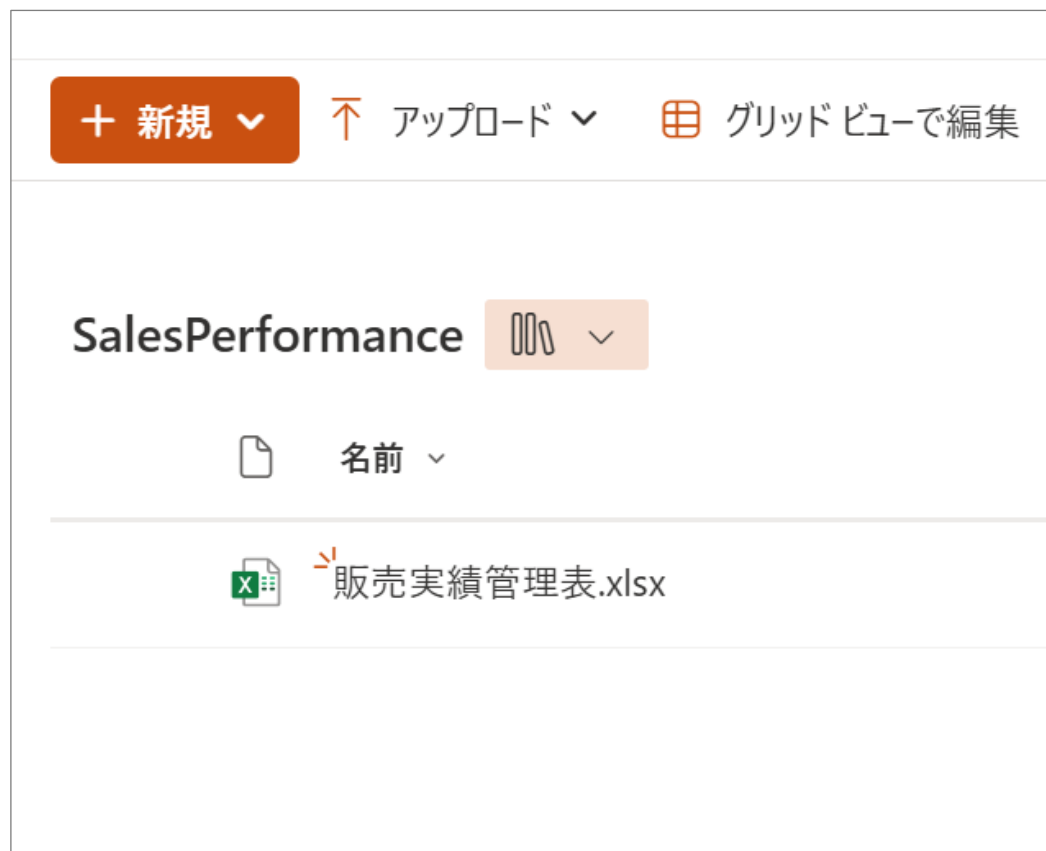 + 新規 アップロード グリッド ビューで編集
SalesPerformance
名前
販売実績管理表.xlsx